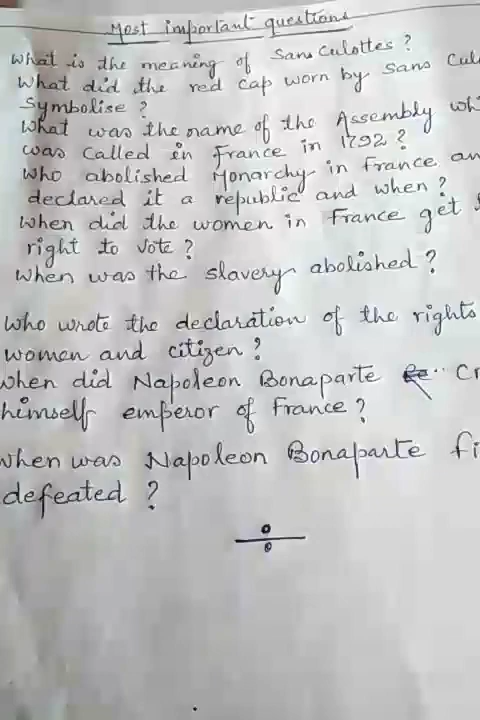 Most important questions
What is the meaning of Sans Culottes ?
What did the red cap worn by Sans Cul
Symbolise ?
What was the name of the Assembly wh
was called in France in 1792 ?
Who abolished Monarchy in France an
declared it a republic and when ?
When did the women in France get
right to vote ?
When was the slavery abolished ?
Who wrote the declaration of the rights
women and citizen ?
When did Napoleon Bonaparte Cr
himself emperor of France ?
When was Napoleon Bonaparte fi
defeated ?